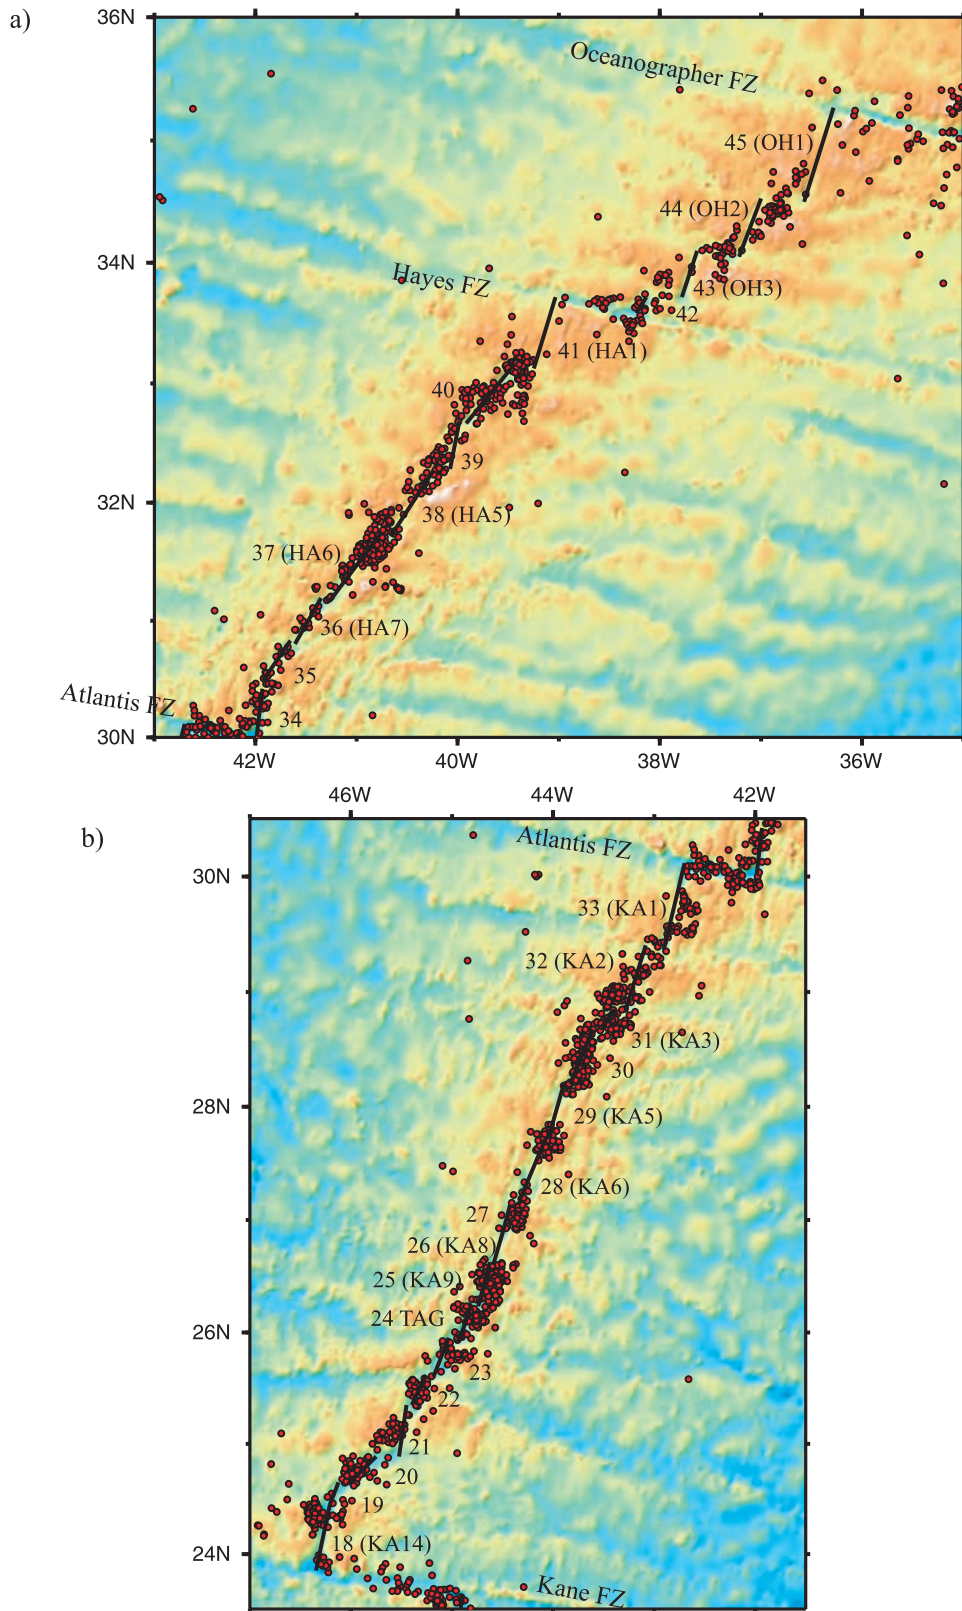 a)
36N
Oceanographer FZ
45 (OH1)
44 (OH2)
34N
Hayes FZ
43 (OH3)
42
41 (HA1)
40
39
32N
38 (HA5)
37 (HA6)
36 (HA7)
35
Atlantis FZ
34
30N
42W 40W 38W 36W
46W 44W 42W
b)
Atlantis FZ
30N
33 (KA1)
32 (KA2)
31 (KA3)
30
28N
29 (KA5)
28 (KA6)
27
26 (KA8)
25 (KA9)
24 TAG
26N
23
22
21
20
19
18 (KA14)
24N
Kane FZ